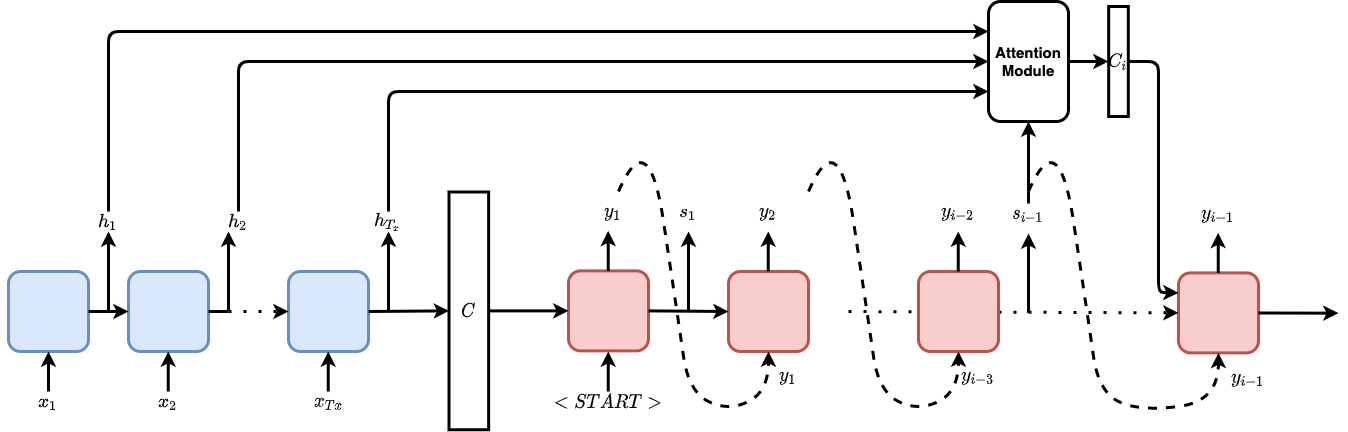 Attention
Module
C_i
h_1
h_2
h_{T_x}
y_1
s_1
y_2
y_{i-2}
s_{i-1}
y_{i-1}
C
x_1
x_2
x_{Tx}
< START >
y_1
y_{i-3}
y_{i-1}